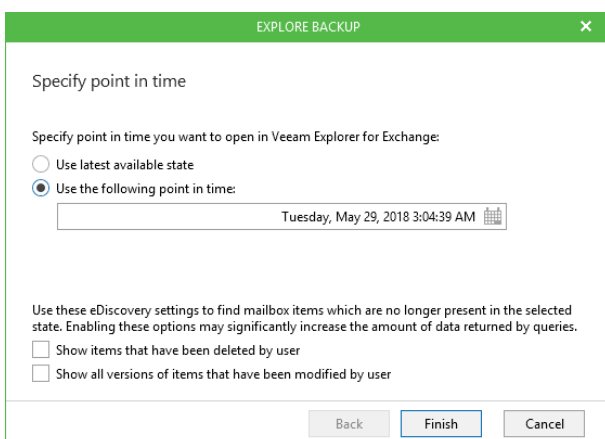 EXPLORE BACKUP
Specify point in time
Specify point in time you want to open in Veeam Explorer for Exchange:
Use latest available state
Use the following point in time:
Tuesday, May 29, 2018 3:04:39 AM
Use these eDiscovery settings to find mailbox items which are no longer present in the selected
state. Enabling these options may significantly increase the amount of data returned by queries.
Show items that have been deleted by user
Show all versions of items that have been modified by user
Back Finish Cancel